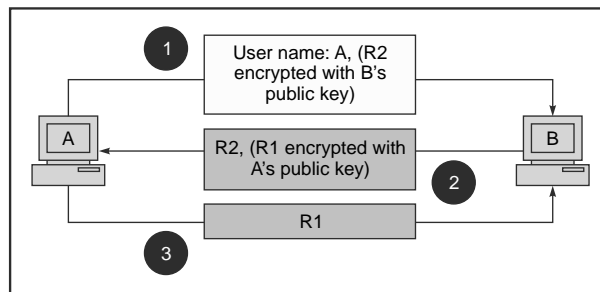 1
User name: A, (R2
encrypted with B's
public key)
A
B
R2, (R1 encrypted with
A's public key)
2
R1
3